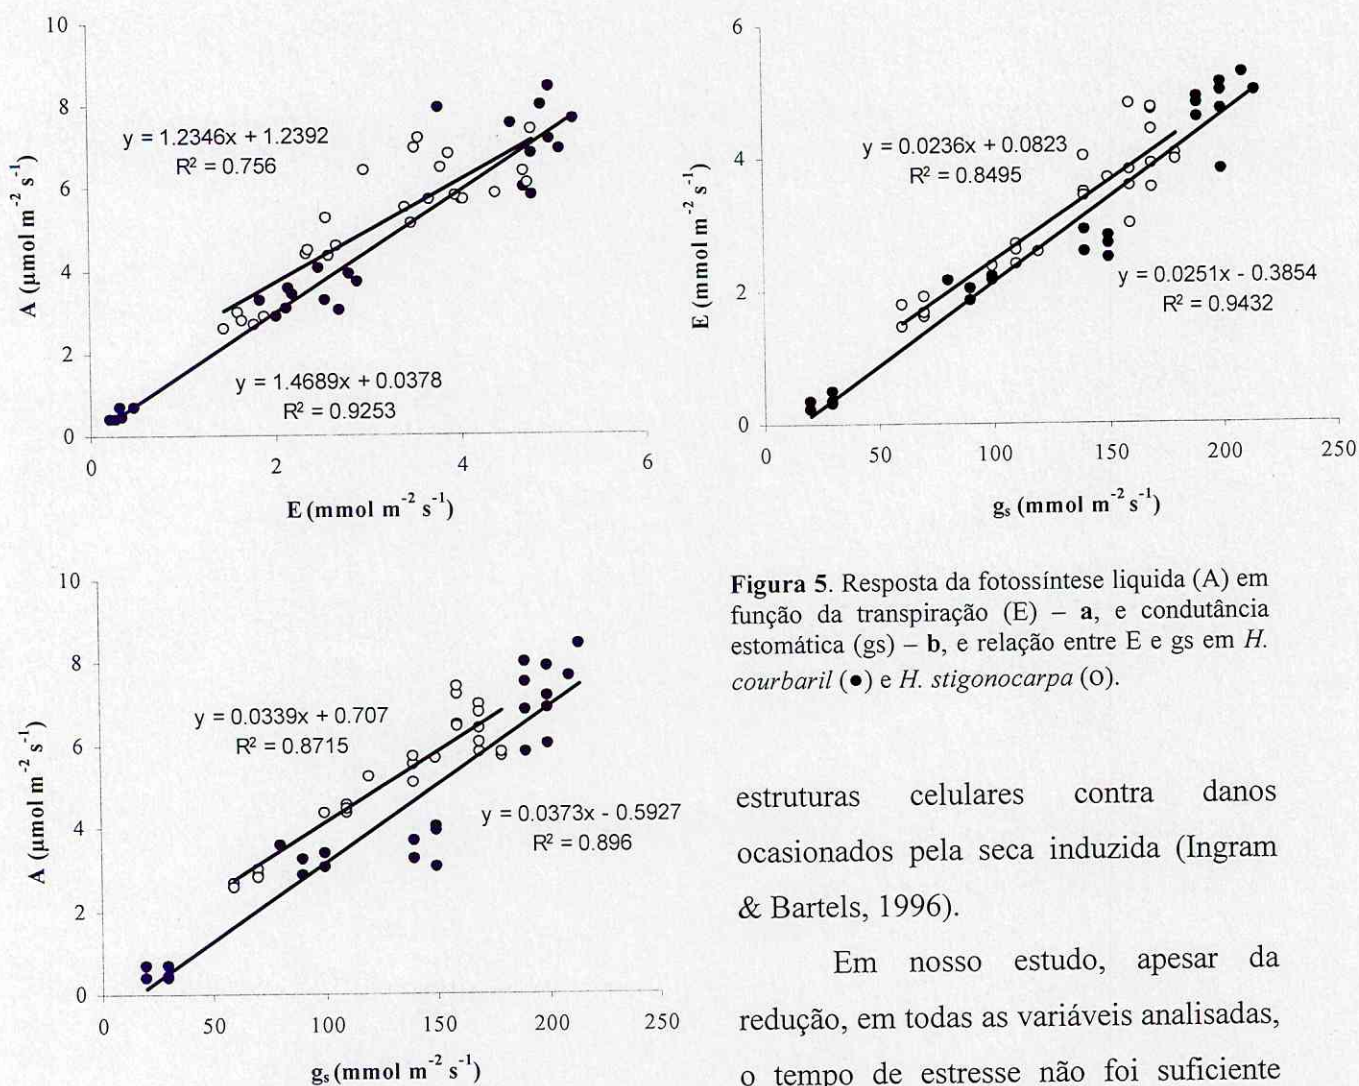 10
8
6
4
2
0
A (µmol m⁻² s⁻¹)
y = 1.2346x + 1.2392
R² = 0.756
y = 1.4689x + 0.0378
R² = 0.9253
0 2 4 6
E (mmol m⁻² s⁻¹)
6
4
2
0
E (mmol m⁻² s⁻¹)
y = 0.0236x + 0.0823
R² = 0.8495
y = 0.0251x - 0.3854
R² = 0.9432
0 50 100 150 200 250
gs (mmol m⁻² s⁻¹)
10
8
6
4
2
0
A (µmol m⁻² s⁻¹)
y = 0.0339x + 0.707
R² = 0.8715
y = 0.0373x - 0.5927
R² = 0.896
0 50 100 150 200 250
gs (mmol m⁻² s⁻¹)
Figura 5. Resposta da fotossíntese liquida (A) em
função da transpiração (E) – a, e condutância
estomática (gs) – b, e relação entre E e gs em H.
courbaril (●) e H. stigonocarpa (O).
estruturas celulares contra danos
ocasionados pela seca induzida (Ingram
& Bartels, 1996).
Em nosso estudo, apesar da
redução, em todas as variáveis analisadas,
o tempo de estresse não foi suficiente